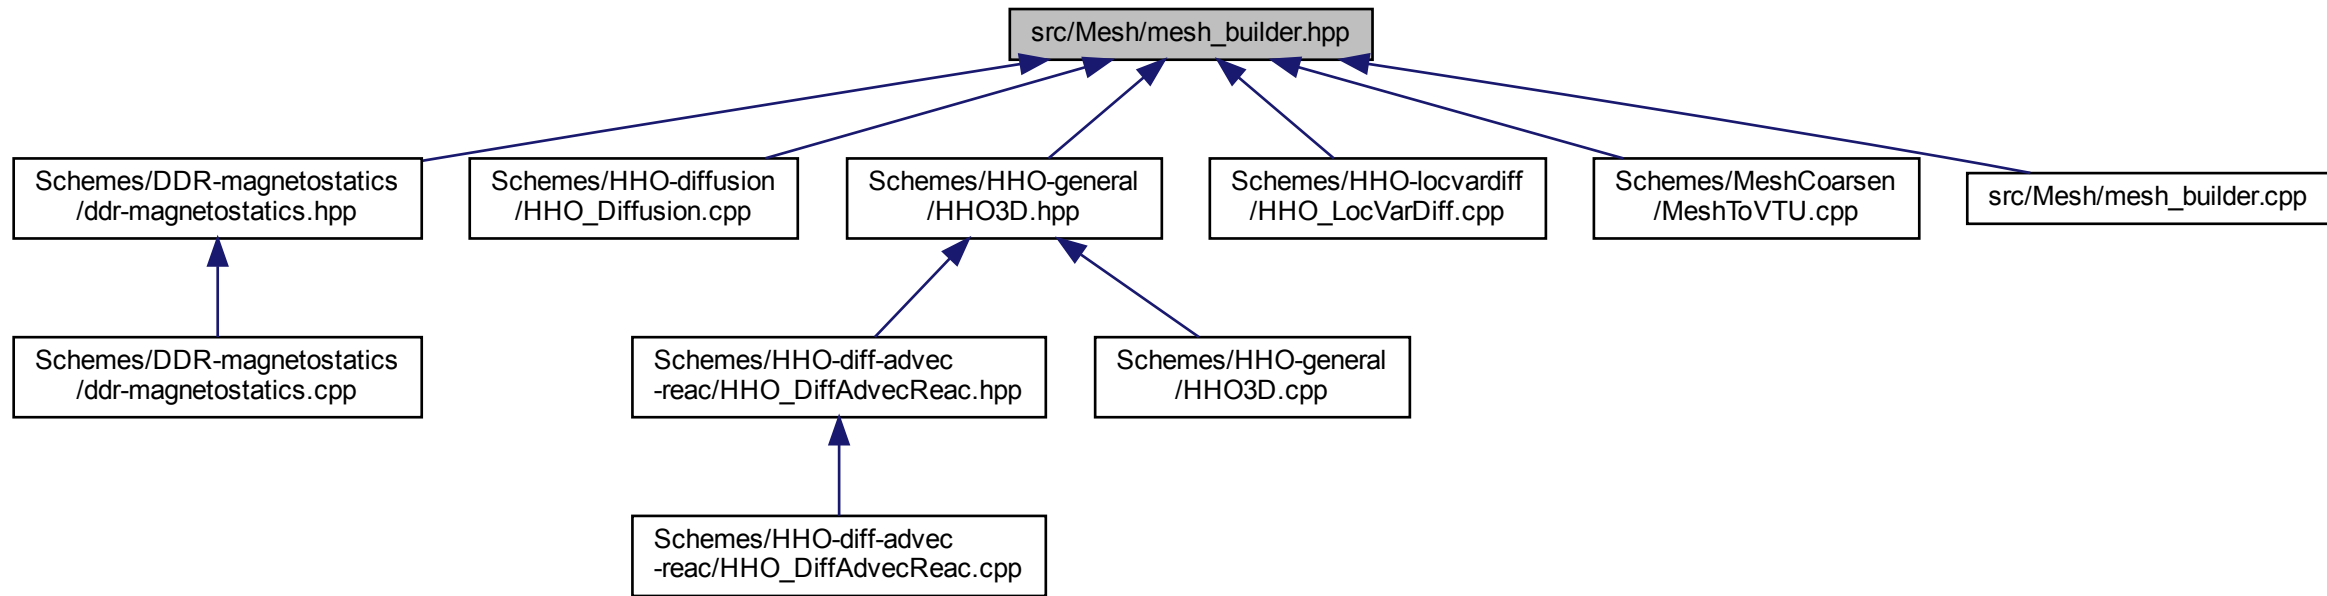 src/Mesh/mesh_builder.hpp
Schemes/DDR-magnetostatics
/ddr-magnetostatics.hpp
Schemes/HHO-diffusion
/HHO_Diffusion.cpp
Schemes/HHO-general
/HHO3D.hpp
Schemes/HHO-locvardiff
/HHO_LocVarDiff.cpp
Schemes/MeshCoarsen
/MeshToVTU.cpp
src/Mesh/mesh_builder.cpp
Schemes/DDR-magnetostatics
/ddr-magnetostatics.cpp
Schemes/HHO-diff-advec
-reac/HHO_DiffAdvecReac.hpp
Schemes/HHO-general
/HHO3D.cpp
Schemes/HHO-diff-advec
-reac/HHO_DiffAdvecReac.cpp